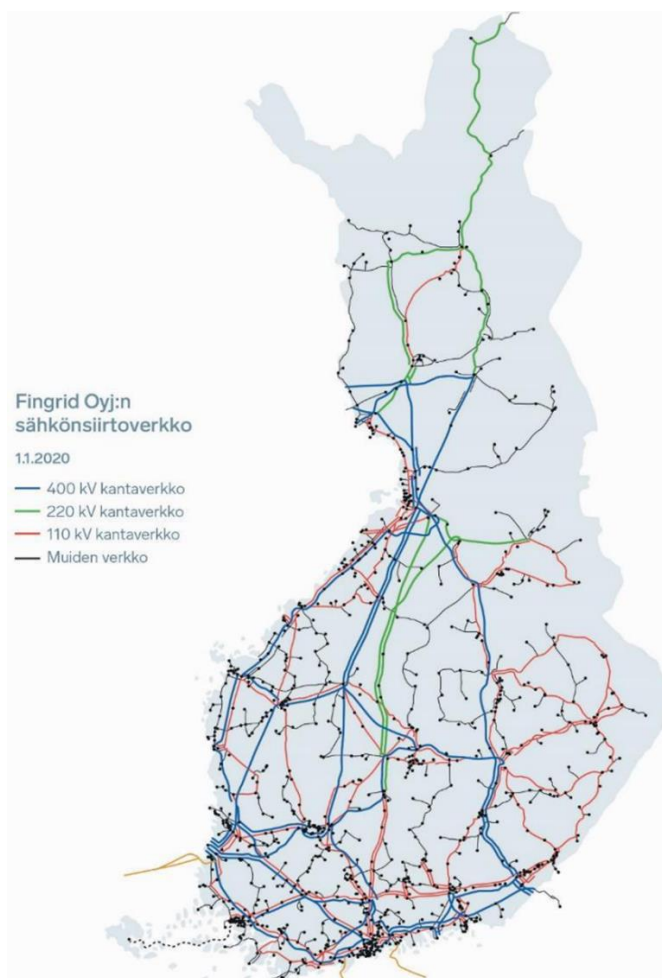 Fingrid Oyj:n
sähkönsiirtoverkko
1.1.2020
400 kV kantaverkko
220 kV kantaverkko
110 kV kantaverkko
Muiden verkko